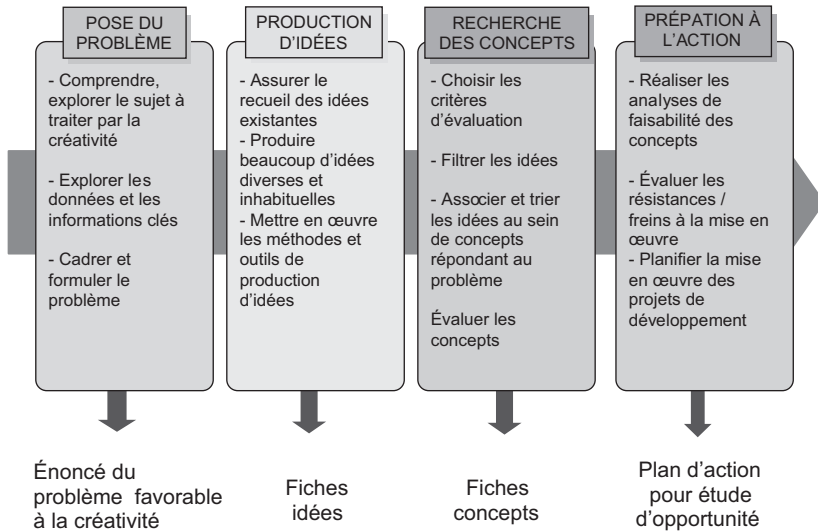 POSE DU
PROBLÈME
- Comprendre,
explorer le sujet à
traiter par la
créativité
- Explorer les
données et les
informations clés
- Cadrer et
formuler le
problème
Énoncé du
problème favorable
à la créativité
PRODUCTION
D'IDÉES
- Assurer le
recueil des idées
existantes
- Produire
beaucoup d'idées
diverses et
inhabituelles
- Mettre en œuvre
les méthodes et
outils de
production
d'idées
Fiches
idées
RECHERCHE
DES CONCEPTS
- Choisir les
critères
d'évaluation
- Filtrer les idées
- Associer et trier
les idées au sein
de concepts
répondant au
problème
Évaluer les
concepts
Fiches
concepts
PRÉPATION À
L'ACTION
- Réaliser les
analyses de
faisabilité des
concepts
- Évaluer les
résistances /
freins à la mise en
œuvre
- Planifier la mise
en œuvre des
projets de
développement
Plan d'action
pour étude
d'opportunité